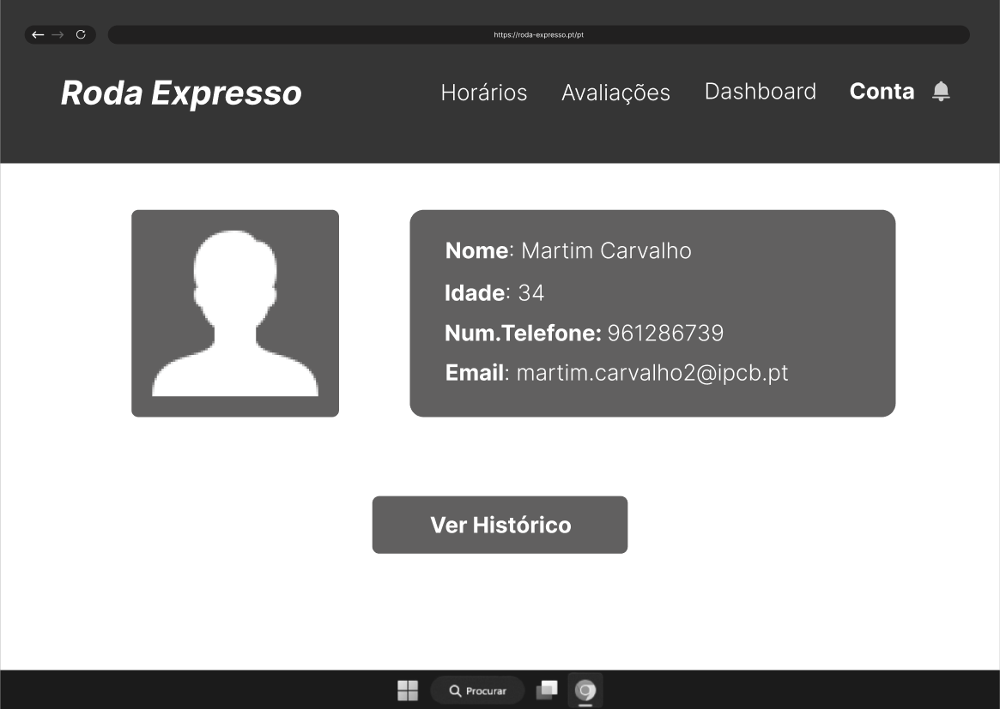 https://roda-expresso.pt/pt
Roda Expresso
Horários Avaliações Dashboard Conta
Nome: Martim Carvalho
Idade: 34
Num.Telefone: 961286739
Email: martim.carvalho2@ipcb.pt
Ver Histórico
Procurar